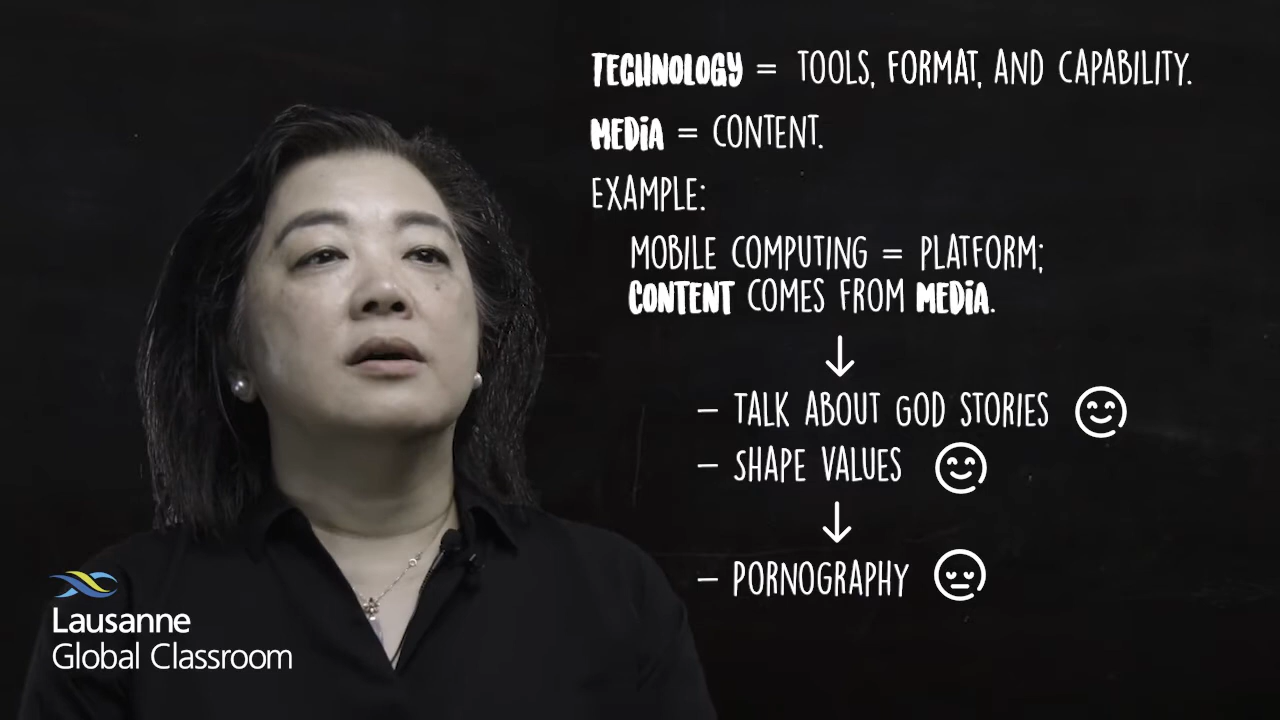 TECHNOLOGY = TOOLS, FORMAT, AND CAPABILITY.
MEDiA = CONTENT.
EXAMPLE:
MOBILE COMPUTING = PLATFORM;
CONTENT COMES FROM MEDiA.
– TALK ABOUT GOD STORIES
– SHAPE VALUES
– PORNOGRAPHY
Lausanne
Global Classroom